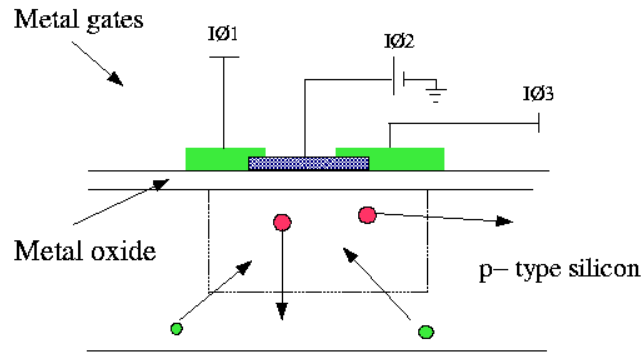 Metal gates
IØ1
IØ2
IØ3
Metal oxide
p- type silicon